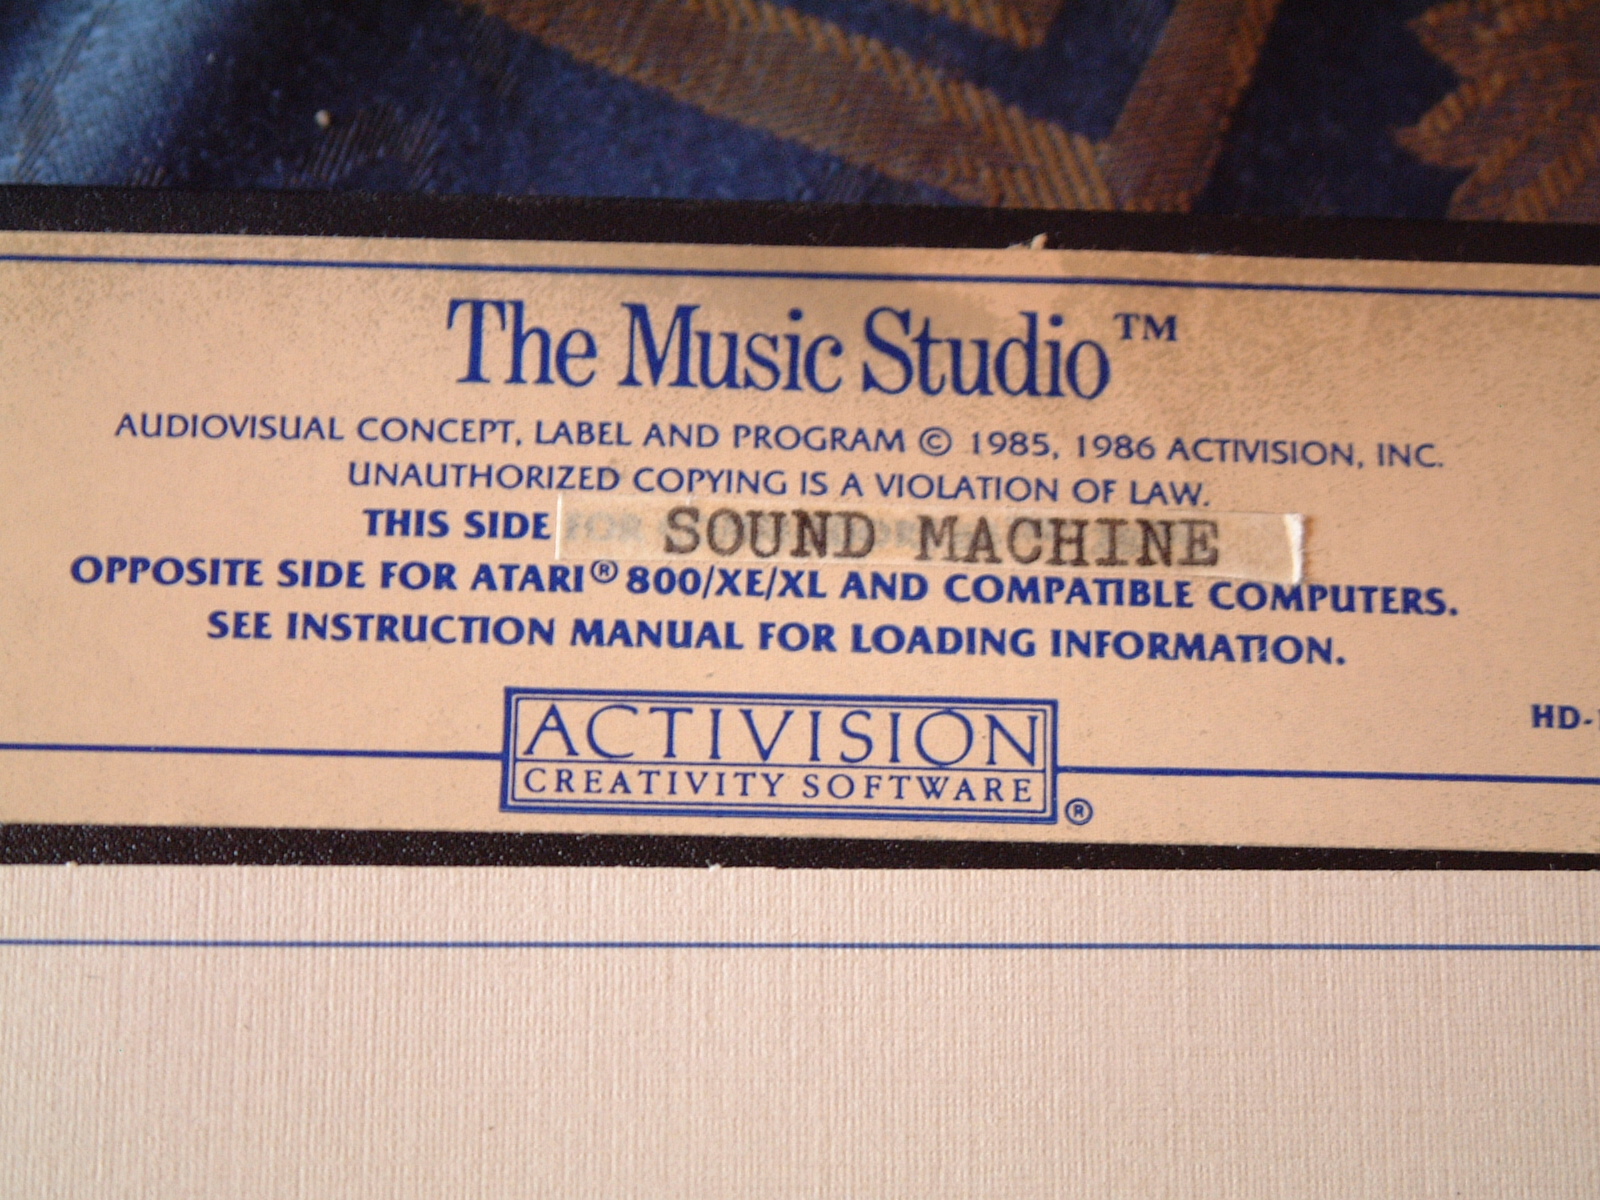 The Music Studio™
AUDIOVISUAL CONCEPT, LABEL AND PROGRAM © 1985, 1986 ACTIVISION, INC.
UNAUTHORIZED COPYING IS A VIOLATION OF LAW.
THIS SIDE FOR SOUND MACHINE
OPPOSITE SIDE FOR ATARI® 800/XE/XL AND COMPATIBLE COMPUTERS.
SEE INSTRUCTION MANUAL FOR LOADING INFORMATION.
HD-
ACTIVISION
CREATIVITY SOFTWARE
®